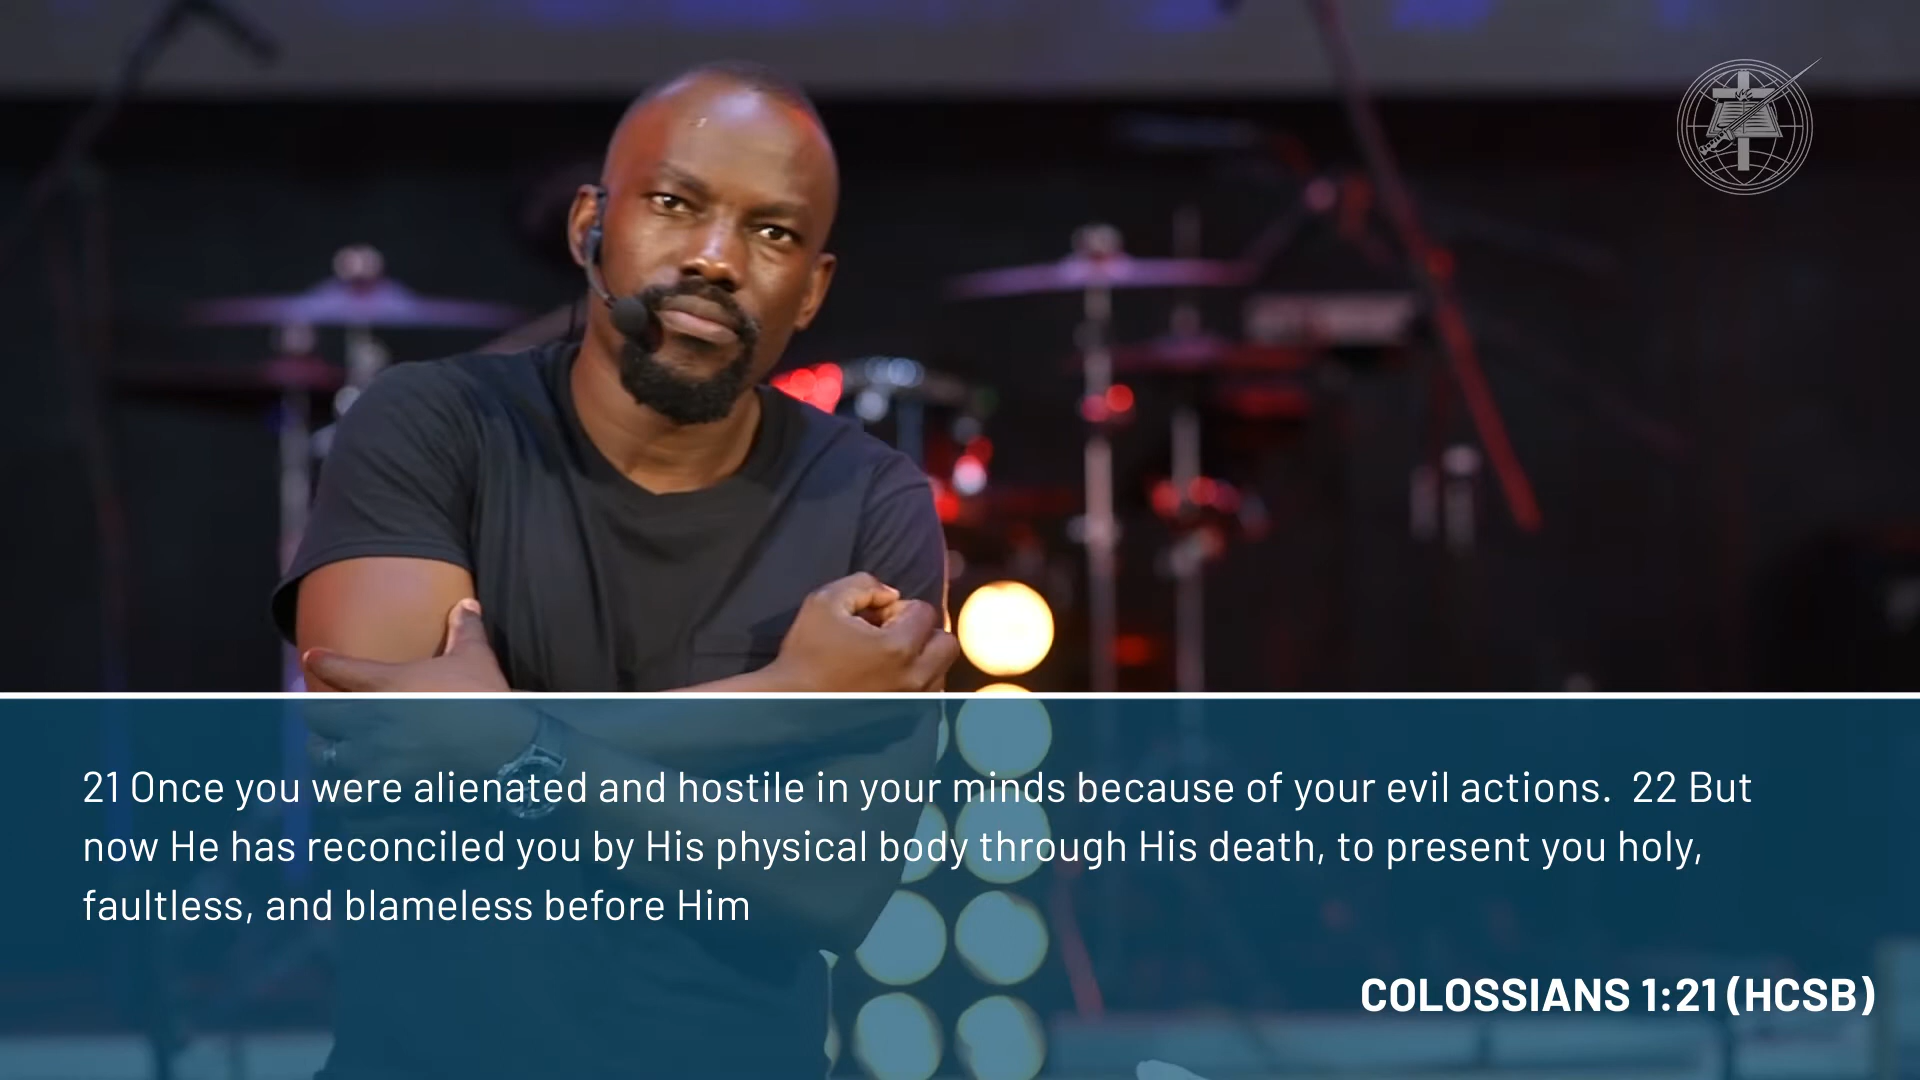 21 Once you were alienated and hostile in your minds because of your evil actions.  22 But
now He has reconciled you by His physical body through His death, to present you holy,
faultless, and blameless before Him
COLOSSIANS 1:21 (HCSB)